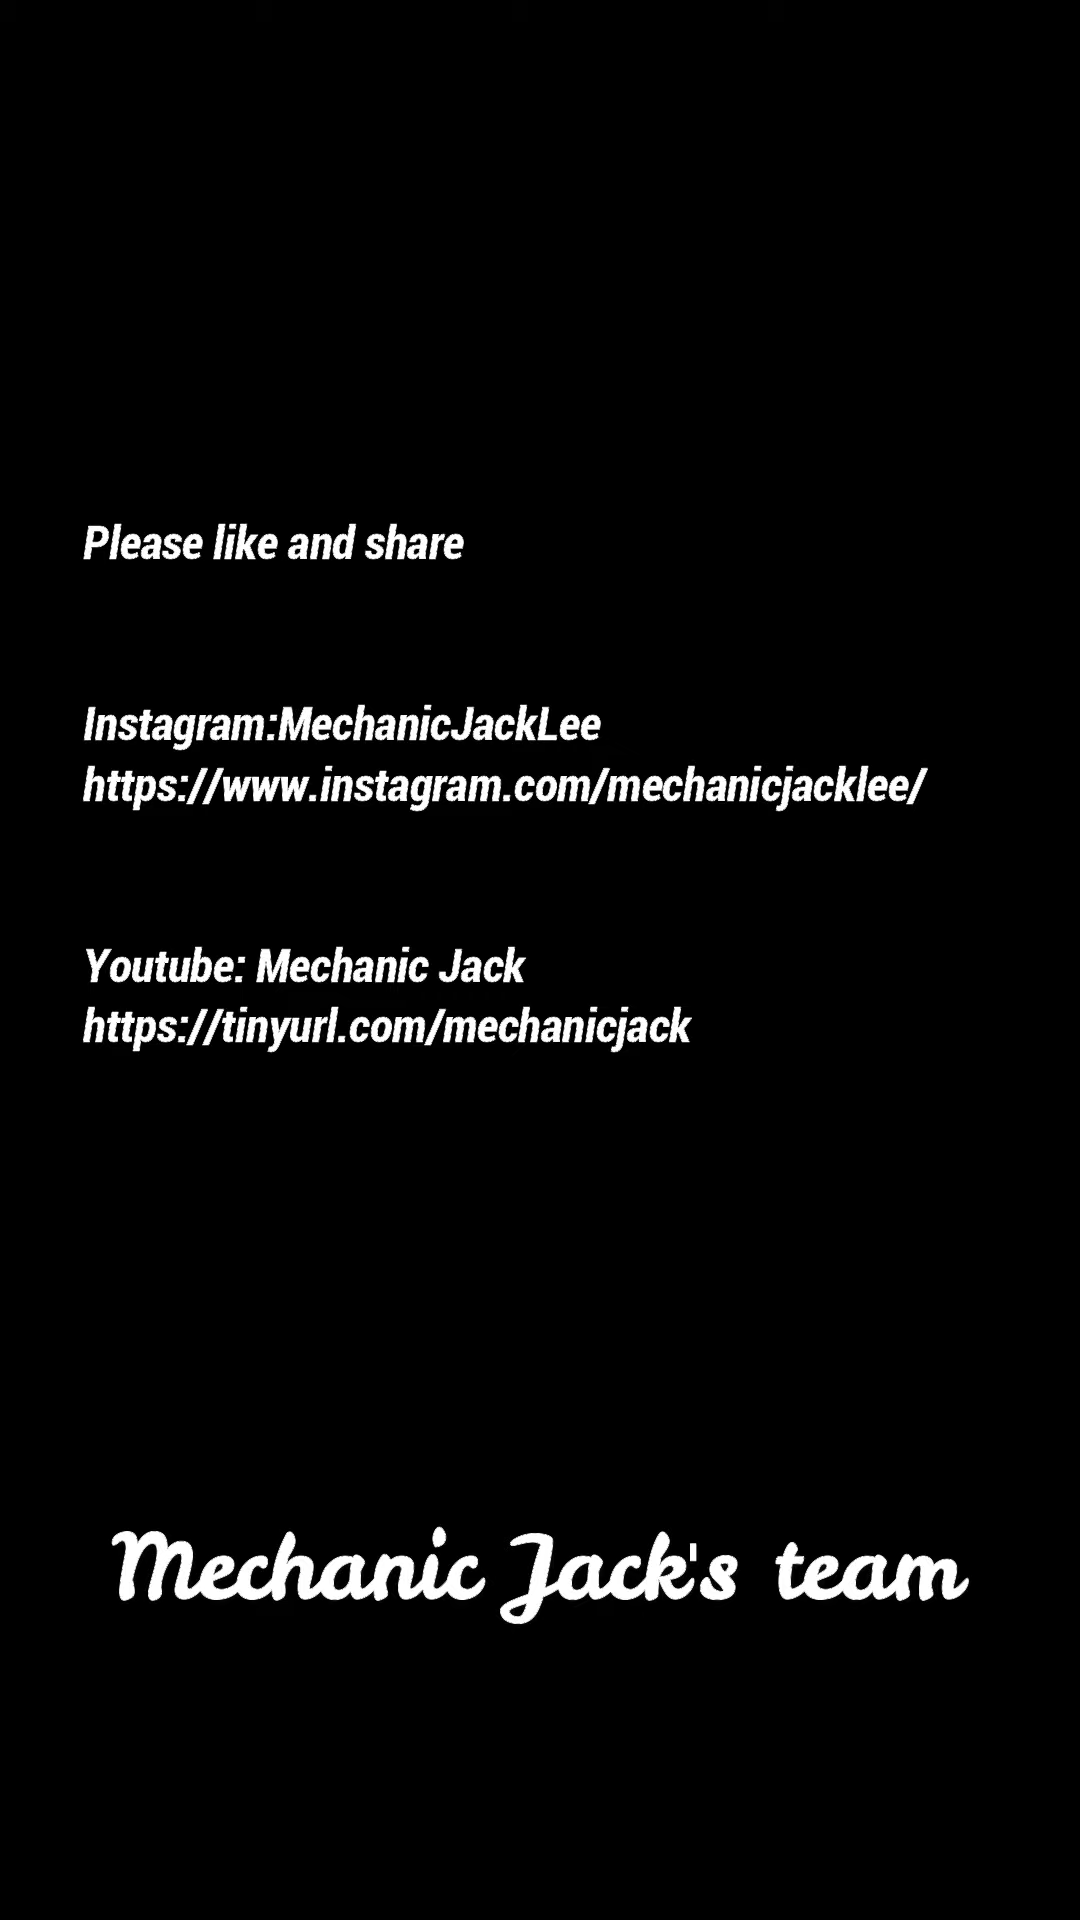 Please like and share
Instagram:MechanicJackLee
https://www.instagram.com/mechanicjacklee/
Youtube: Mechanic Jack
https://tinyurl.com/mechanicjack
Mechanic Jack's team